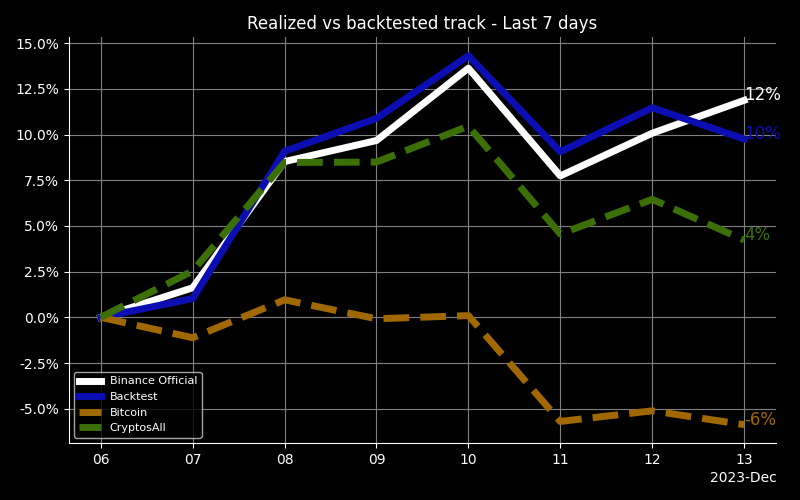 Realized vs backtested track - Last 7 days
15.0%
12.5%
10.0%
7.5%
5.0%
2.5%
0.0%
-2.5%
-5.0%
12%
10%
4%
-6%
Binance Official
Backtest
Bitcoin
CryptosAll
06 07 08 09 10 11 12 13
2023-Dec